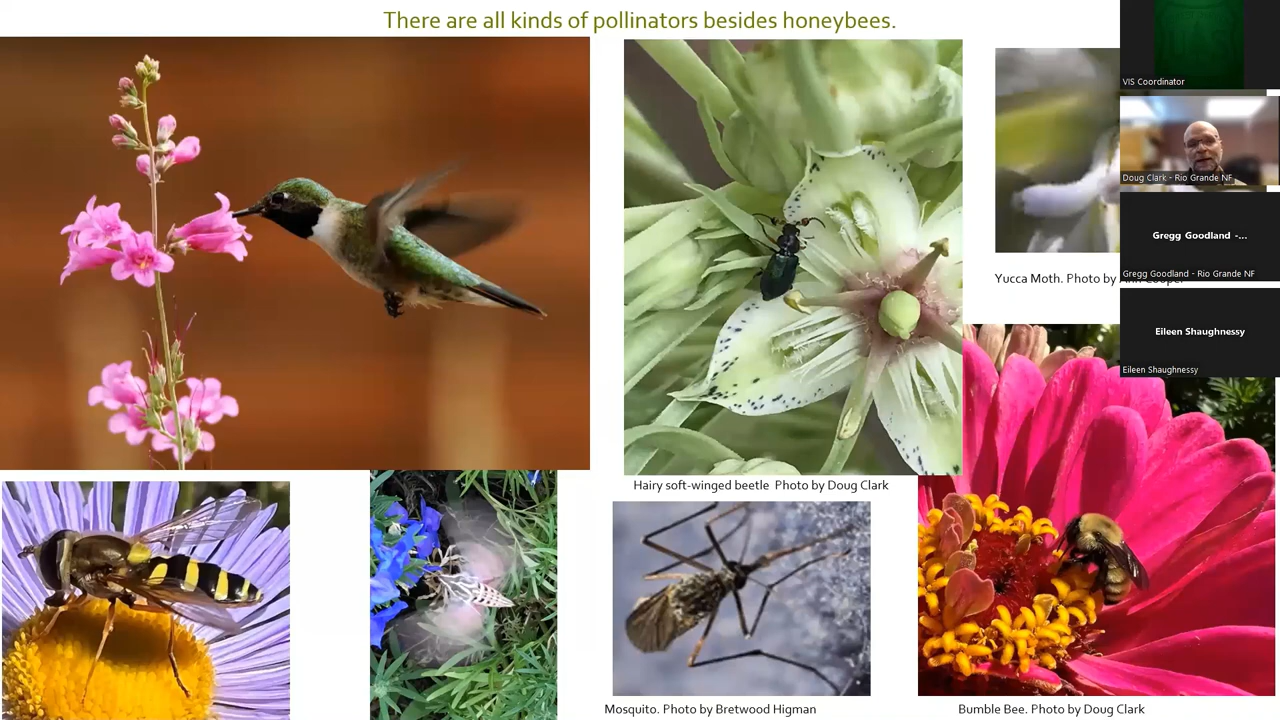 There are all kinds of pollinators besides honeybees.
VIS Coordinator
Doug Clark - Rio Grande NF
Gregg Goodland -...
Gregg Goodland - Rio Grande NF
Yucca Moth. Photo by Ann Cooper
Eileen Shaughnessy
Eileen Shaughnessy
Hairy soft-winged beetle Photo by Doug Clark
Mosquito. Photo by Bretwood Higman
Bumble Bee. Photo by Doug Clark